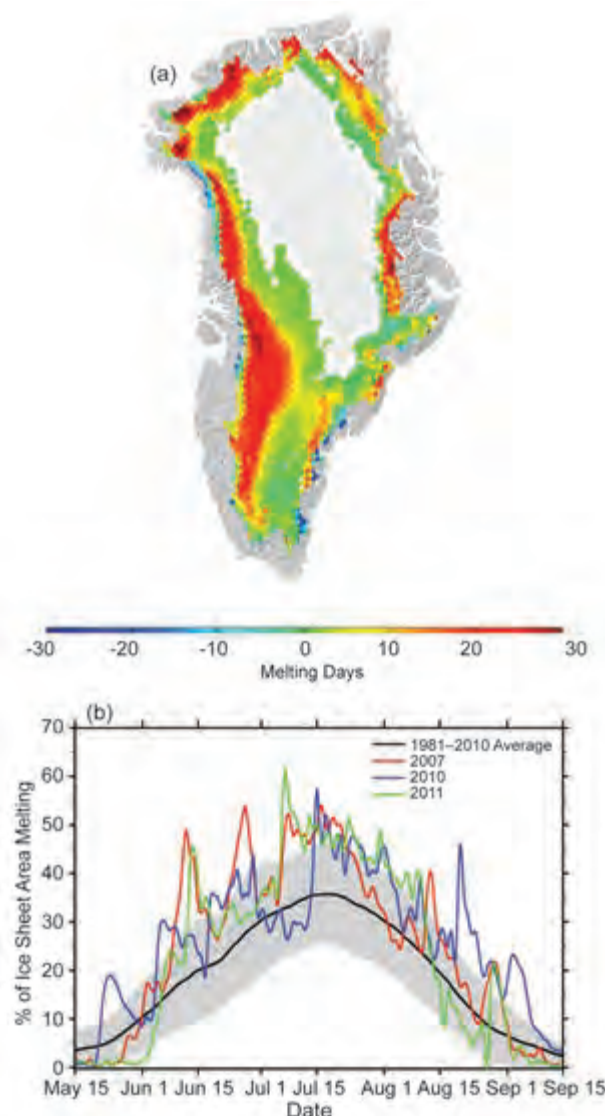 (a)
-30 -20 -10 0 10 20 30
Melting Days
(b)
70
60
50
40
30
20
10
0
% of Ice Sheet Area Melting
1981–2010 Average
2007
2010
2011
May 15 Jun 1 Jun 15 Jul 1 Jul 15 Aug 1 Aug 15 Sep 1 Sep 15
Date